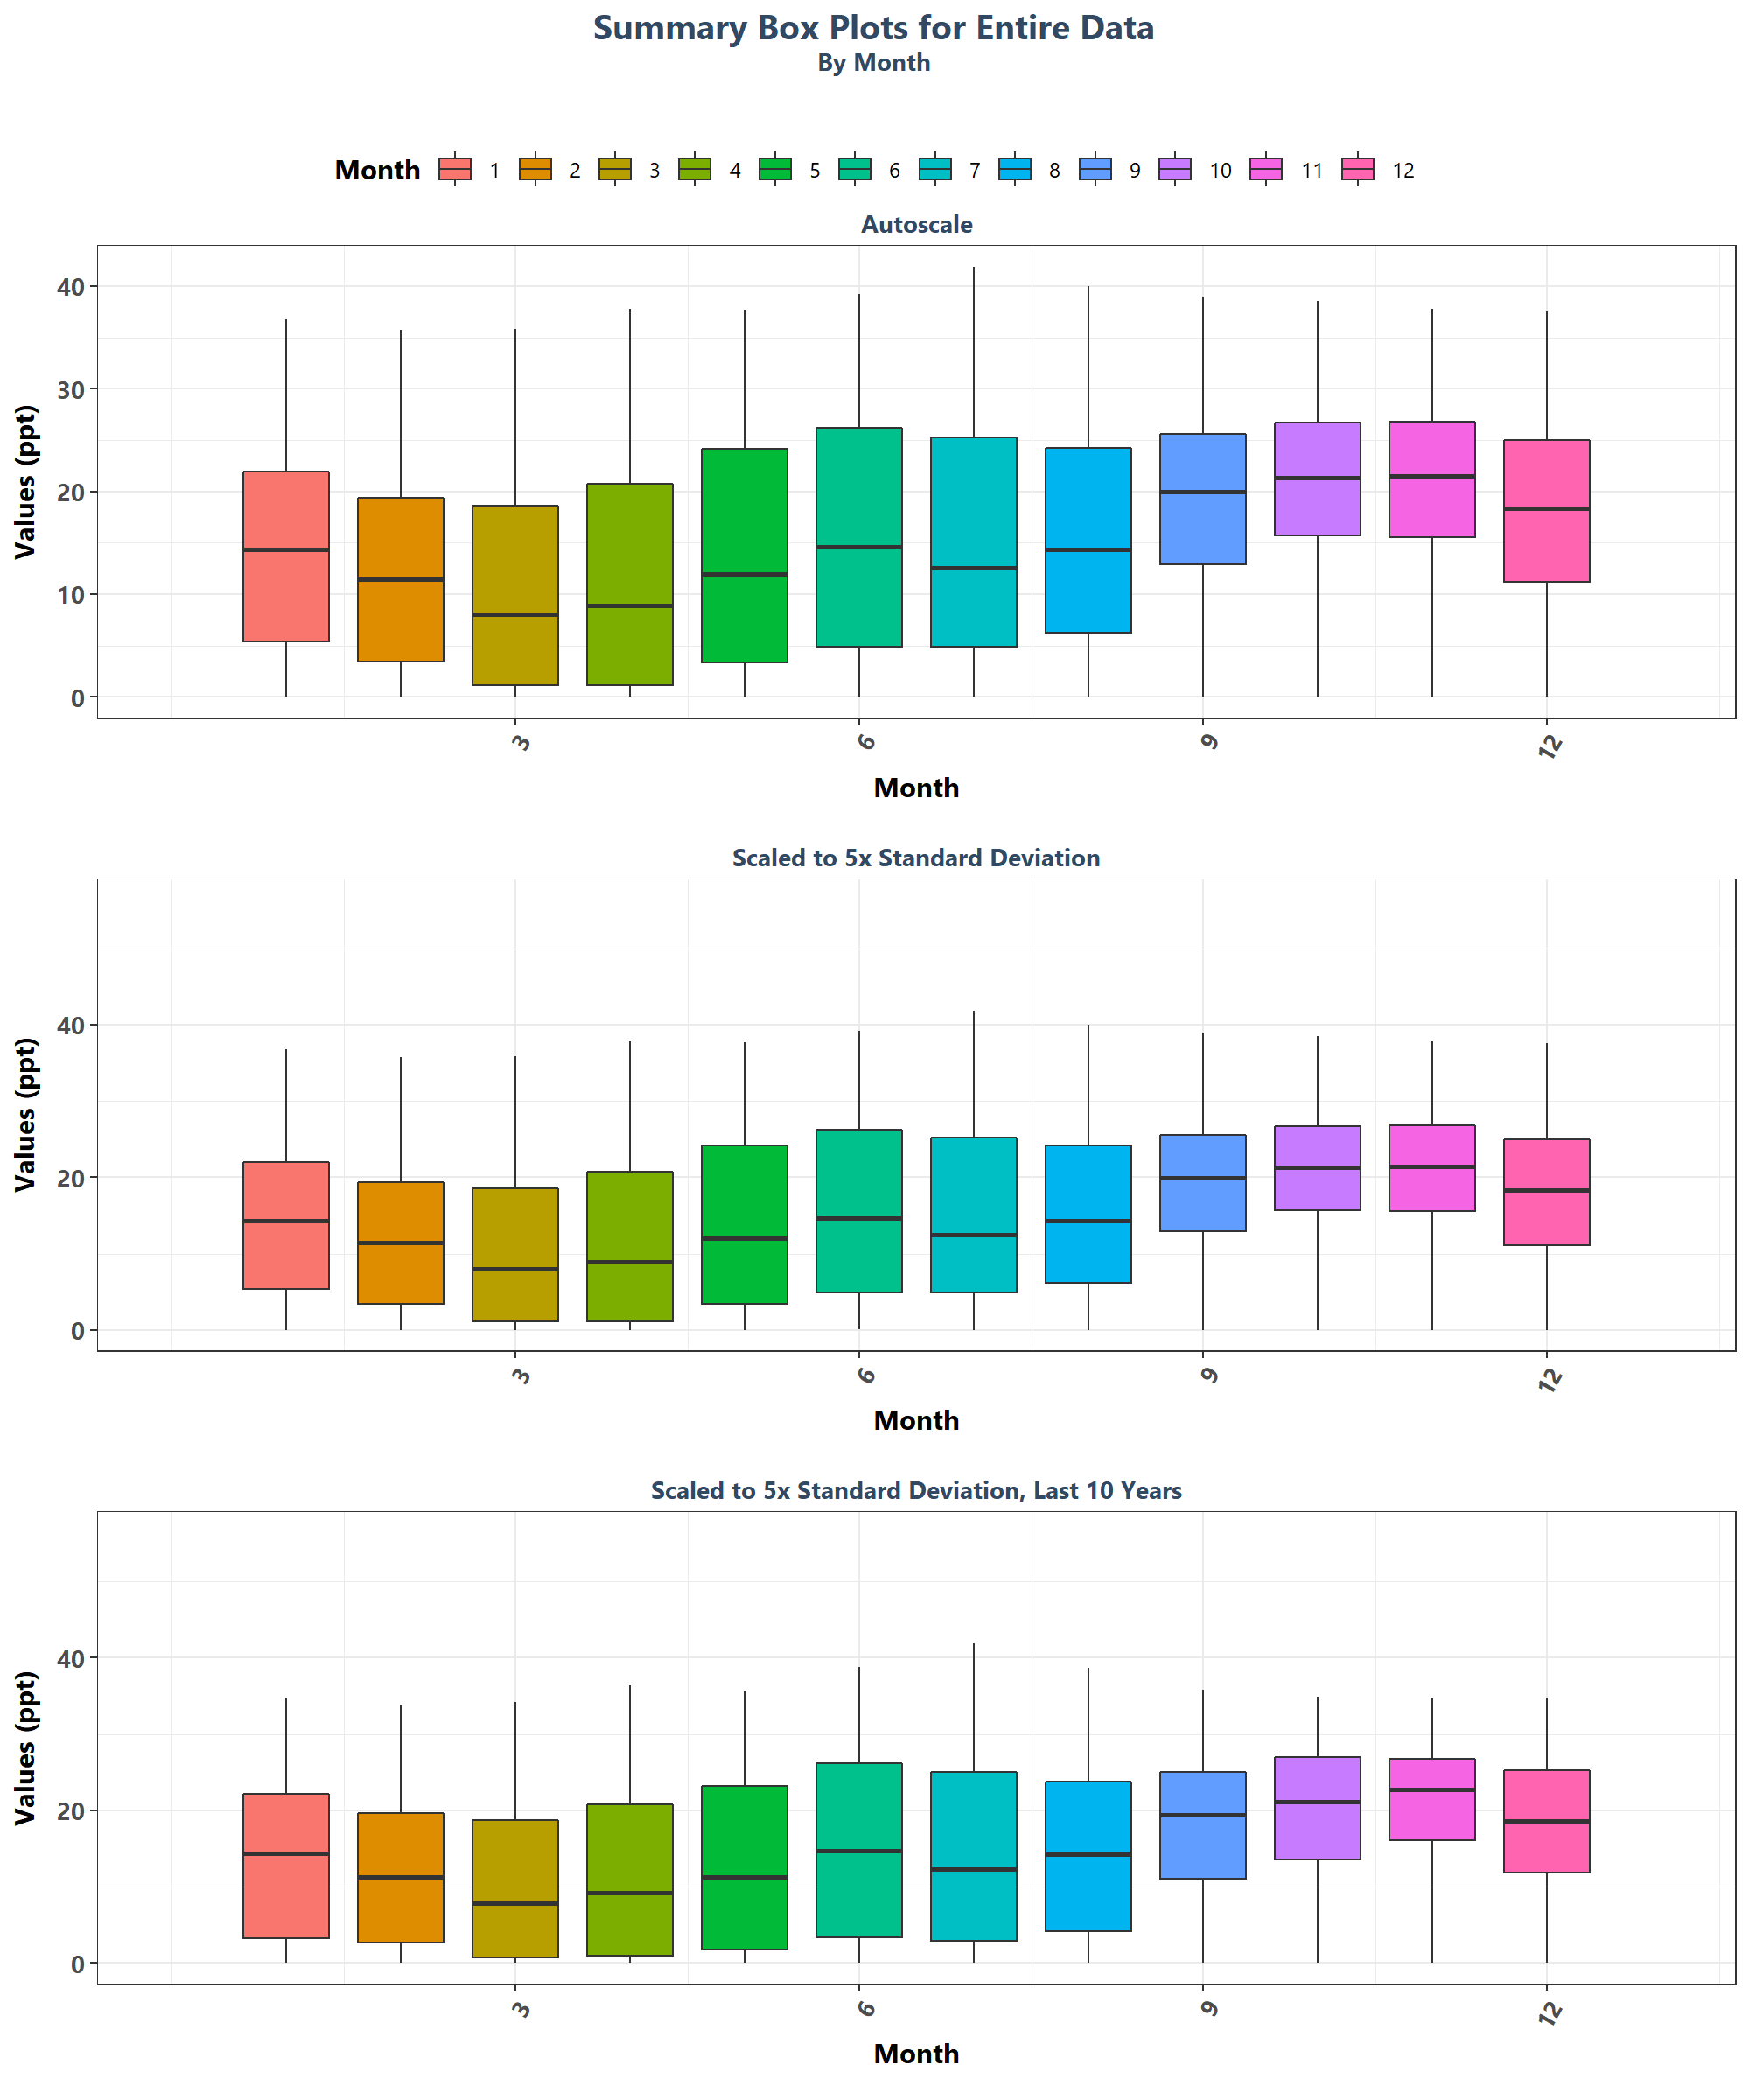 Summary Box Plots for Entire Data
By Month
Month 1 2 3 4 5 6 7 8 9 10 11 12
Autoscale
Values (ppt)
40
30
20
10
0
3 6 9 12
Month
Scaled to 5x Standard Deviation
Values (ppt)
40
20
0
3 6 9 12
Month
Scaled to 5x Standard Deviation, Last 10 Years
Values (ppt)
40
20
0
3 6 9 12
Month